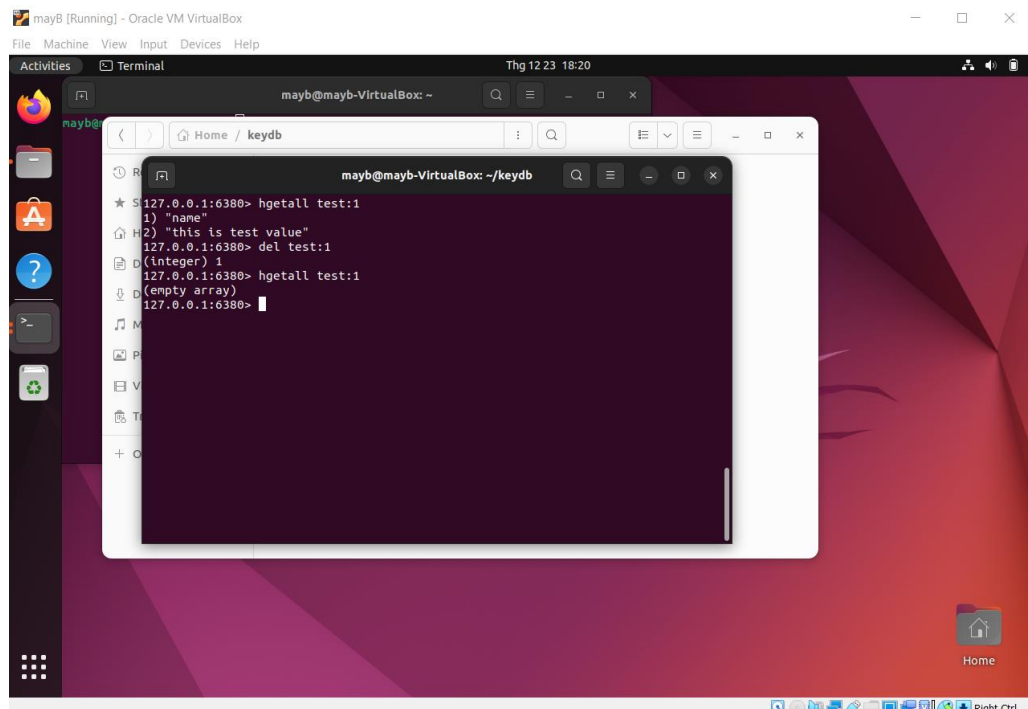 mayB [Running] - Oracle VM VirtualBox
File Machine View Input Devices Help
Activities Terminal Thg 12 23 18:20
mayb@mayb-VirtualBox: ~
Home / keydb
mayb@mayb-VirtualBox: ~/keydb
127.0.0.1:6380> hgetall test:1
1) "name"
2) "this is test value"
127.0.0.1:6380> del test:1
(integer) 1
127.0.0.1:6380> hgetall test:1
(empty array)
127.0.0.1:6380>
Home
Right Ctrl